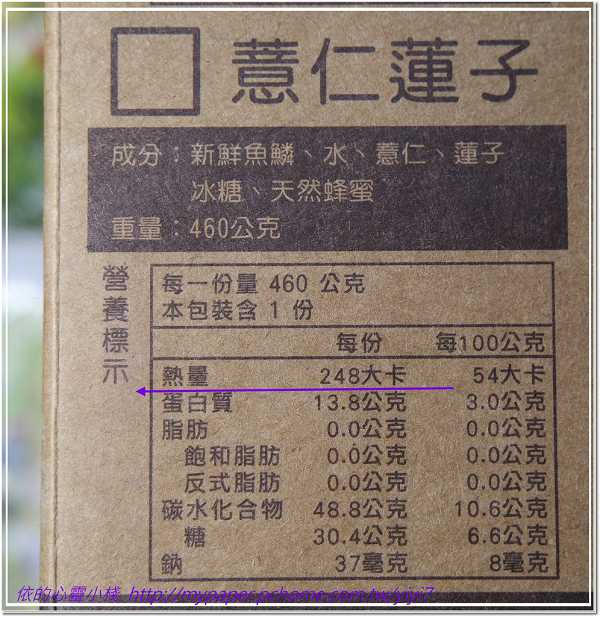 薏仁蓮子
成分：新鮮魚鱗、水、薏仁、蓮子
冰糖、天然蜂蜜
重量：460公克
營養標示
每一份量 460 公克
本包裝含 1 份
每份 每100公克
熱量 248大卡 54大卡
蛋白質 13.8公克 3.0公克
脂肪 0.0公克 0.0公克
飽和脂肪 0.0公克 0.0公克
反式脂肪 0.0公克 0.0公克
碳水化合物 48.8公克 10.6公克
糖 30.4公克 6.6公克
鈉 37毫克 8毫克
依的心靈小棧